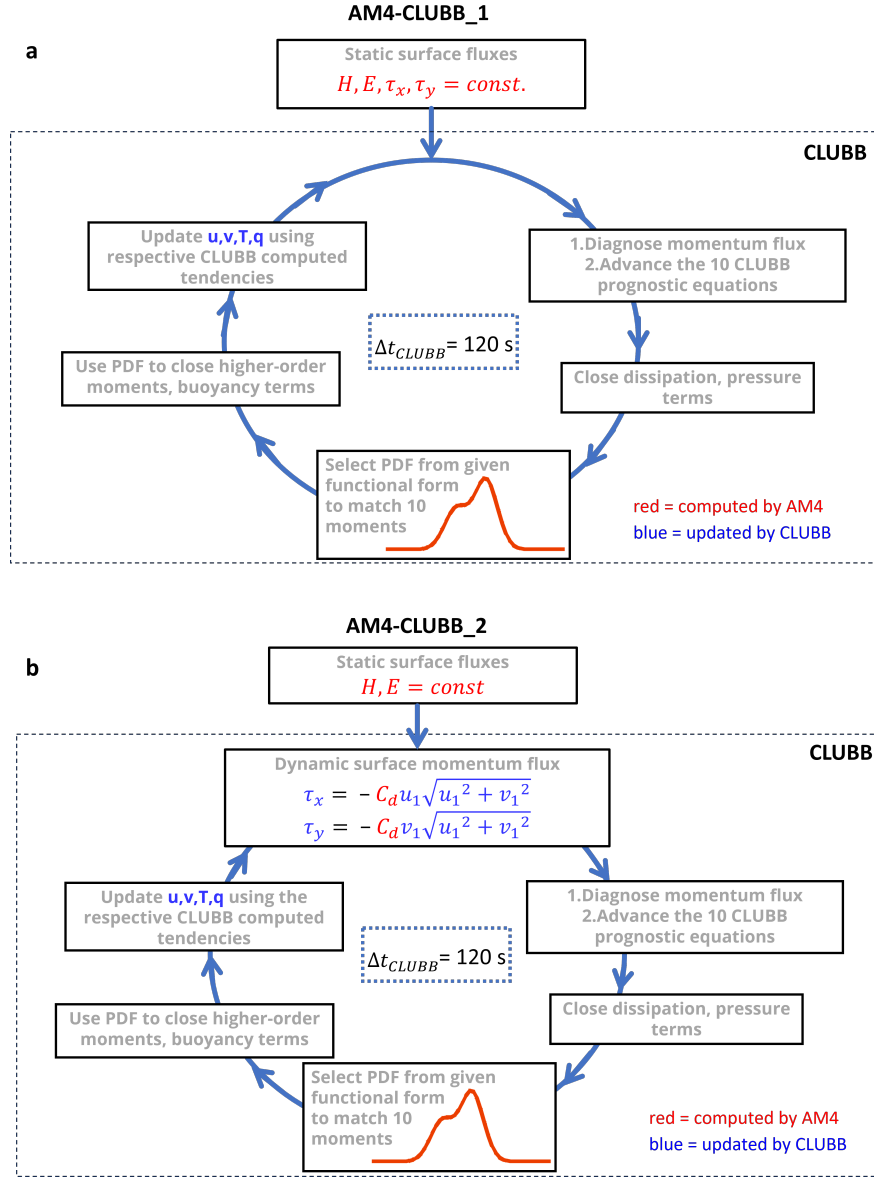 AM4-CLUBB_1
a
Static surface fluxes
H, E, τₓ, τᵧ = const.
CLUBB
Update u,v,T,q using
respective CLUBB computed
tendencies
1.Diagnose momentum flux
2.Advance the 10 CLUBB
prognostic equations
Δt_CLUBB = 120 s
Use PDF to close higher-order
moments, buoyancy terms
Close dissipation, pressure
terms
Select PDF from given
functional form
to match 10
moments
red = computed by AM4
blue = updated by CLUBB
AM4-CLUBB_2
b
Static surface fluxes
H, E = const
CLUBB
Dynamic surface momentum flux
τₓ = − C_d u₁√(u₁² + v₁²)
τᵧ = − C_d v₁√(u₁² + v₁²)
Update u,v,T,q using the
respective CLUBB computed
tendencies
1.Diagnose momentum flux
2.Advance the 10 CLUBB
prognostic equations
Δt_CLUBB = 120 s
Use PDF to close higher-order
moments, buoyancy terms
Close dissipation, pressure
terms
Select PDF from given
functional form
to match 10
moments
red = computed by AM4
blue = updated by CLUBB